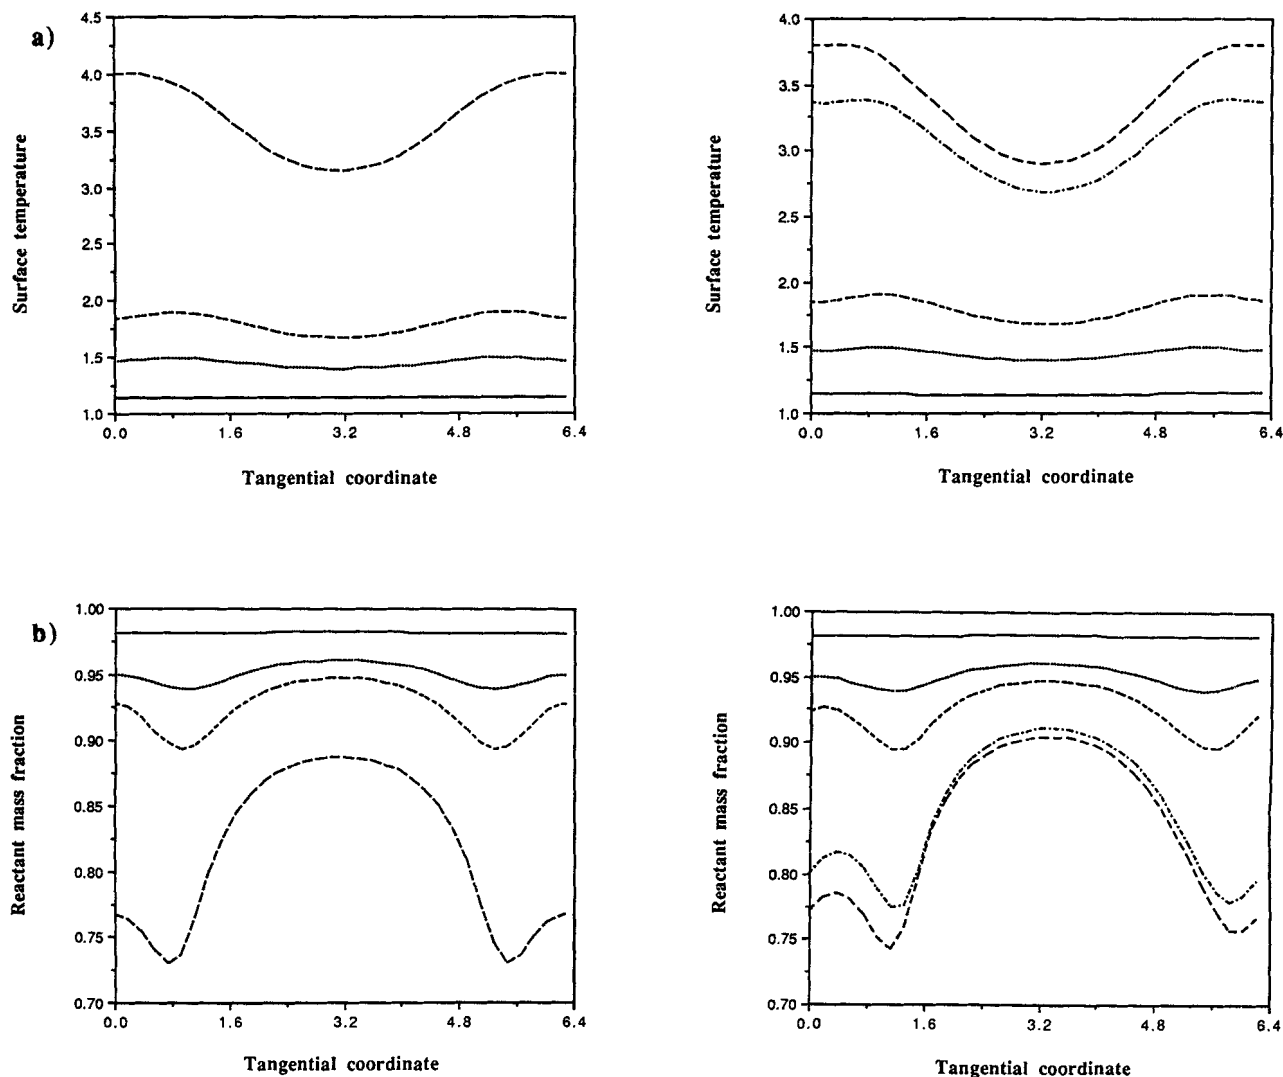 a)
4.5
4.0
3.5
3.0
2.5
2.0
1.5
1.0
0.0 1.6 3.2 4.8 6.4
Surface temperature
Tangential coordinate
4.0
3.5
3.0
2.5
2.0
1.5
1.0
0.0 1.6 3.2 4.8 6.4
Surface temperature
Tangential coordinate
b)
1.00
0.95
0.90
0.85
0.80
0.75
0.70
0.0 1.6 3.2 4.8 6.4
Reactant mass fraction
Tangential coordinate
1.00
0.95
0.90
0.85
0.80
0.75
0.70
0.0 1.6 3.2 4.8 6.4
Reactant mass fraction
Tangential coordinate